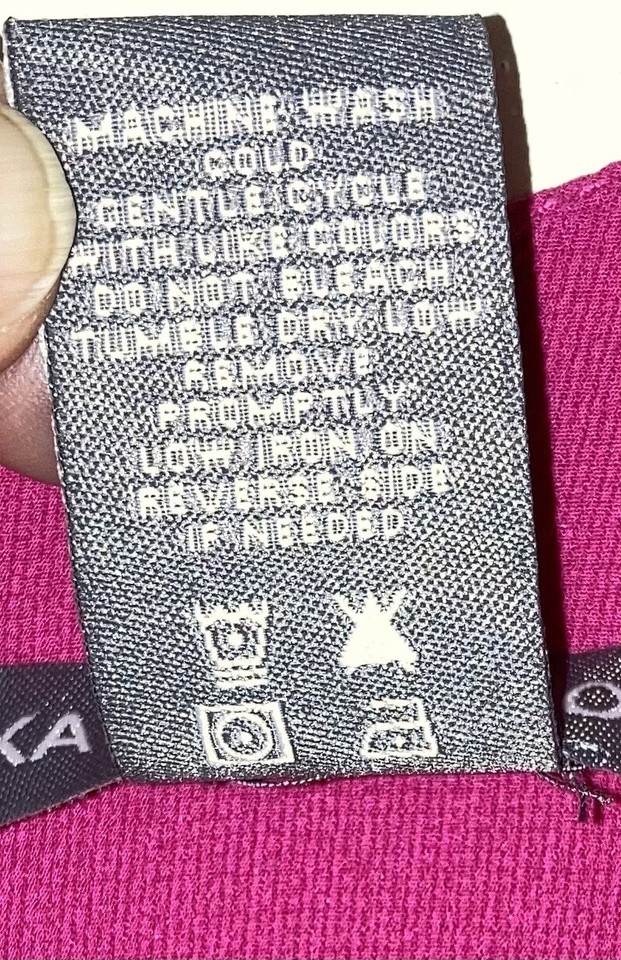 MACHINE WASH
COLD
GENTLE CYCLE
WITH LIKE COLORS
DO NOT BLEACH
TUMBLE DRY LOW
REMOVE
PROMPTLY
LOW IRON ON
REVERSE SIDE
IF NEEDED
KA
O